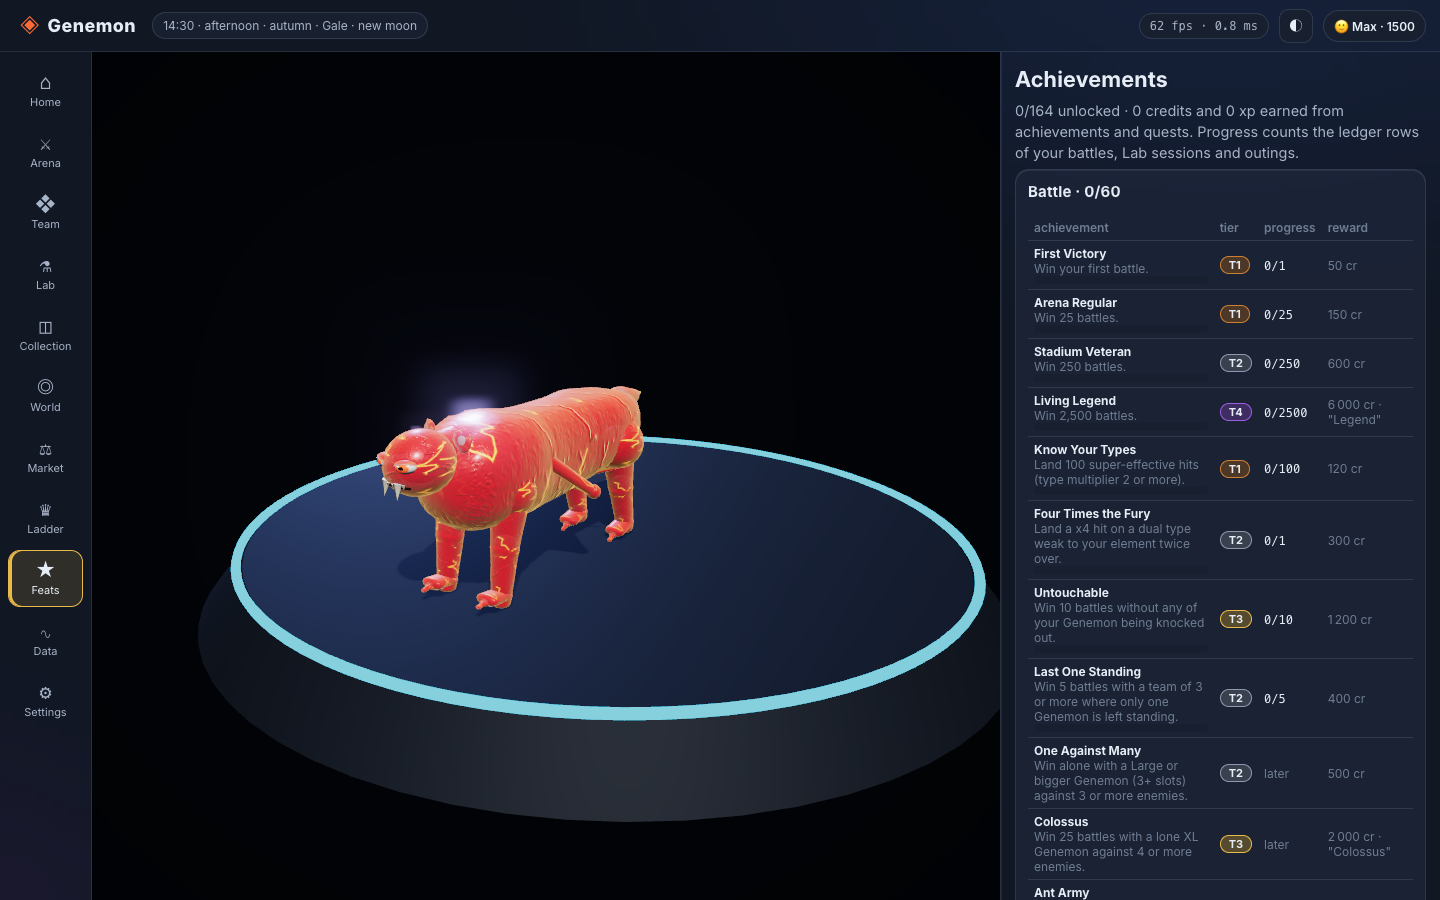 Genemon
14:30 · afternoon · autumn · Gale · new moon
62 fps · 0.8 ms
Max · 1500
Home
Arena
Team
Lab
Collection
World
Market
Ladder
Feats
Data
Settings
Achievements
0/164 unlocked · 0 credits and 0 xp earned from
achievements and quests. Progress counts the ledger rows
of your battles, Lab sessions and outings.
Battle · 0/60
achievement tier progress reward
First Victory
Win your first battle.
T1 0/1 50 cr
Arena Regular
Win 25 battles.
T1 0/25 150 cr
Stadium Veteran
Win 250 battles.
T2 0/250 600 cr
Living Legend
Win 2,500 battles.
T4 0/2500 6 000 cr ·
"Legend"
Know Your Types
Land 100 super-effective hits
(type multiplier 2 or more).
T1 0/100 120 cr
Four Times the Fury
Land a x4 hit on a dual type
weak to your element twice
over.
T2 0/1 300 cr
Untouchable
Win 10 battles without any of
your Genemon being knocked
out.
T3 0/10 1 200 cr
Last One Standing
Win 5 battles with a team of 3
or more where only one
Genemon is left standing.
T2 0/5 400 cr
One Against Many
Win alone with a Large or
bigger Genemon (3+ slots)
against 3 or more enemies.
T2 later 500 cr
Colossus
Win 25 battles with a lone XL
Genemon against 4 or more
enemies.
T3 later 2 000 cr ·
"Colossus"
Ant Army